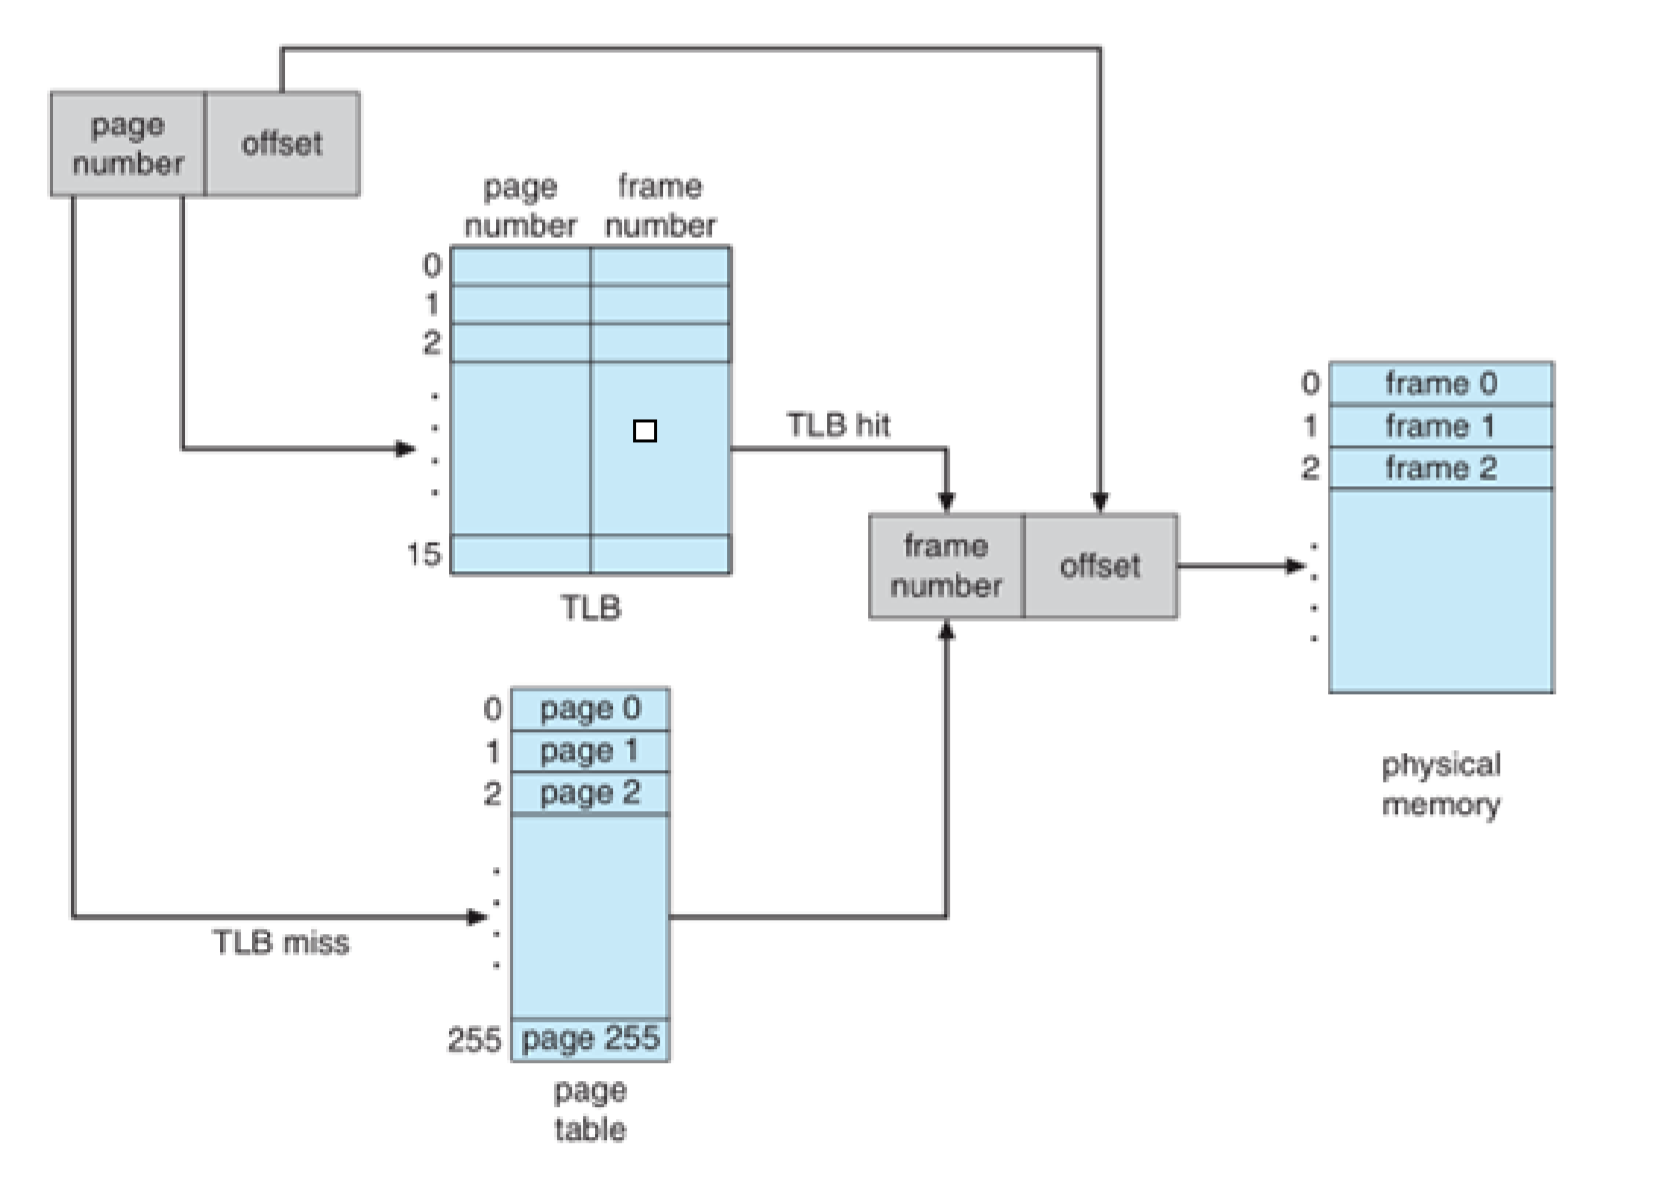 page
number
offset
page
number
frame
number
0
1
2
.
.
.
.
15
TLB
TLB hit
frame
number
offset
0 frame 0
1 frame 1
2 frame 2
.
.
.
.
physical
memory
0 page 0
1 page 1
2 page 2
.
.
.
.
255 page 255
page
table
TLB miss